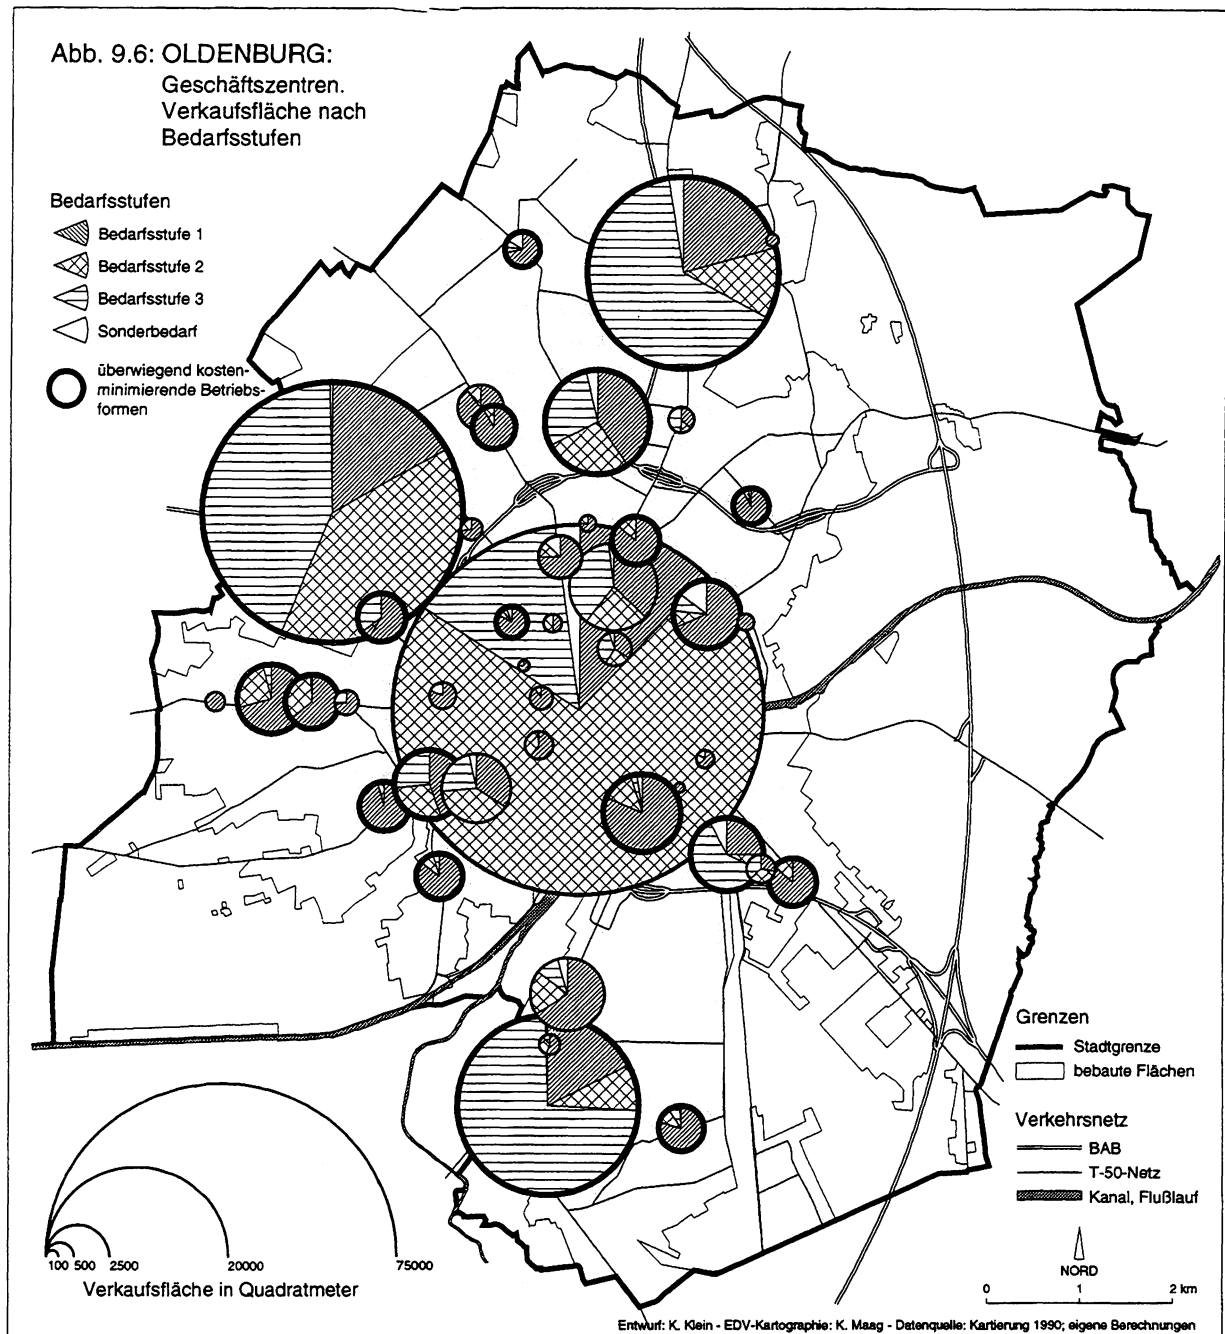 Abb. 9.6: OLDENBURG:
Geschäftszentren.
Verkaufsfläche nach
Bedarfsstufen
Bedarfsstufen
Bedarfsstufe 1
Bedarfsstufe 2
Bedarfsstufe 3
Sonderbedarf
überwiegend kosten-
minimierende Betriebs-
formen
Grenzen
Stadtgrenze
bebaute Flächen
Verkehrsnetz
BAB
T-50-Netz
Kanal, Flußlauf
NORD
0 1 2 km
100 500 2500 20000 75000
Verkaufsfläche in Quadratmeter
Entwurf: K. Klein - EDV-Kartographie: K. Maag - Datenquelle: Kartierung 1990; eigene Berechnungen